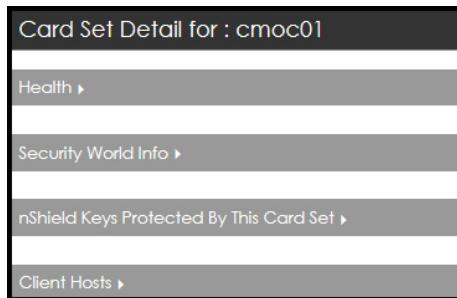 Card Set Detail for : cmoc01
Health
Security World Info
nShield Keys Protected By This Card Set
Client Hosts